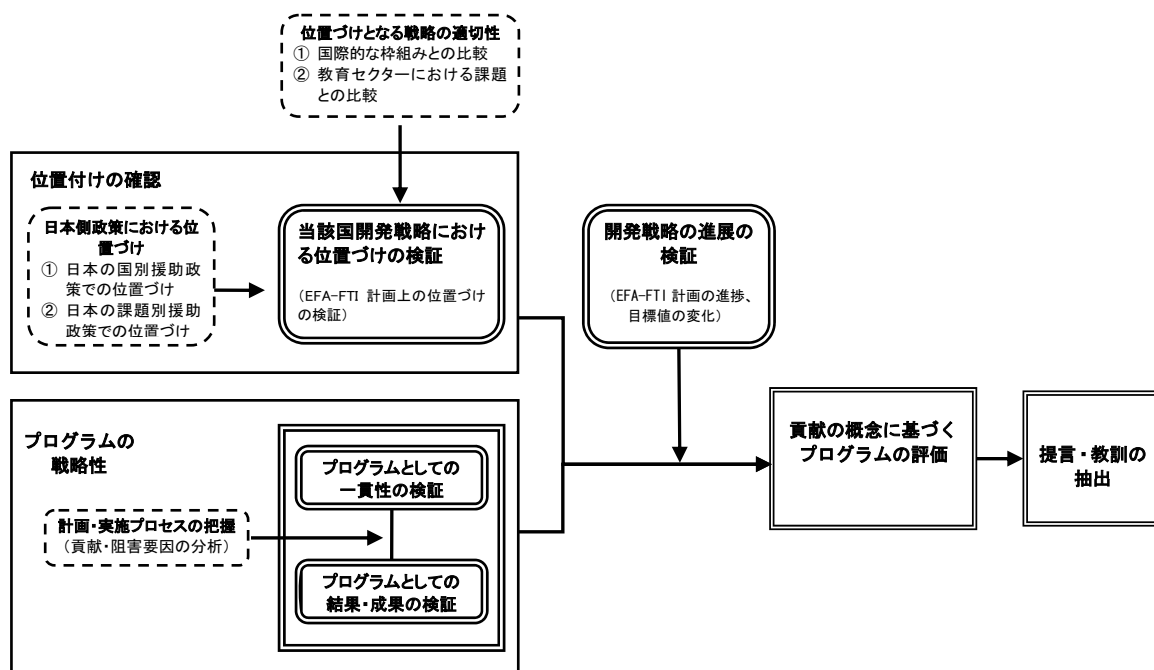 位置づけとなる戦略の適切性
① 国際的な枠組みとの比較
② 教育セクターにおける課題
との比較
位置付けの確認
日本側政策における位
置づけ
① 日本の国別援助政
策での位置づけ
② 日本の課題別援助
政策での位置づけ
当該国開発戦略におけ
る位置づけの検証
（EFA-FTI 計画上の位置づけ
の検証）
開発戦略の進展の
検証
（EFA-FTI 計画の進捗、
目標値の変化）
プログラムの
戦略性
計画・実施プロセスの把握
（貢献・阻害要因の分析）
プログラムとしての
一貫性の検証
プログラムとしての
結果・成果の検証
貢献の概念に基づく
プログラムの評価
提言・教訓の
抽出